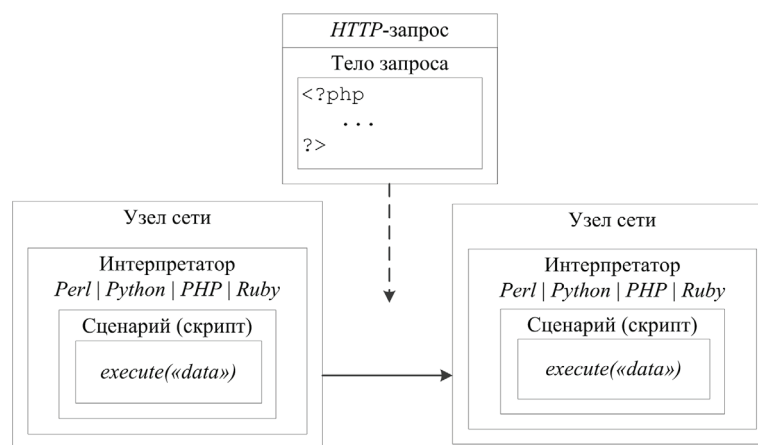 HTTP-запрос
Тело запроса
<?php
...
?>
Узел сети
Интерпретатор
Perl | Python | PHP | Ruby
Сценарий (скрипт)
execute(«data»)
Узел сети
Интерпретатор
Perl | Python | PHP | Ruby
Сценарий (скрипт)
execute(«data»)